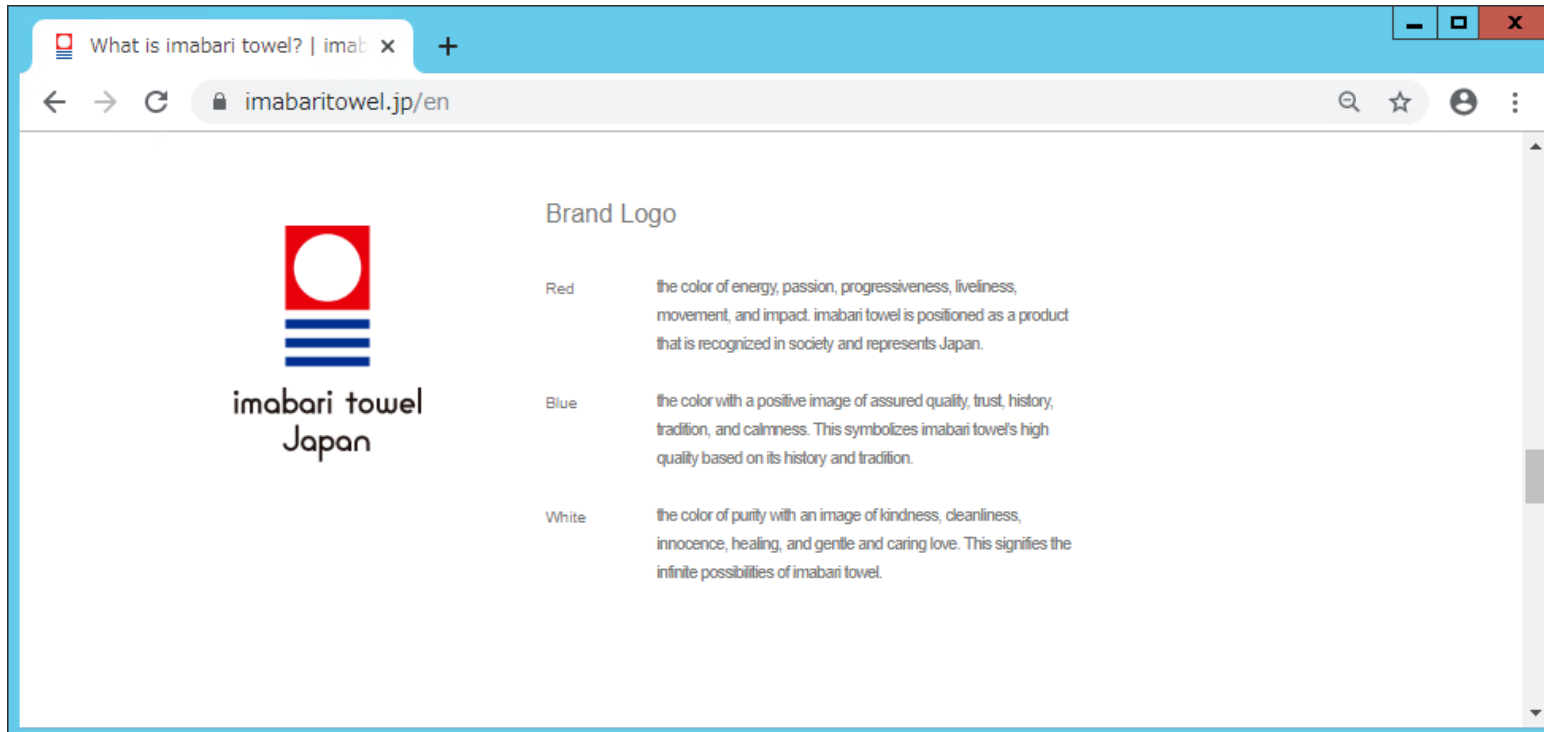 What is imabari towel? | imab
imabaritowel.jp/en
Brand Logo
imabari towel
Japan
Red
the color of energy, passion, progressiveness, liveliness,
movement, and impact. imabari towel is positioned as a product
that is recognized in society and represents Japan.
Blue
the color with a positive image of assured quality, trust, history,
tradition, and calmness. This symbolizes imabari towel's high
quality based on its history and tradition.
White
the color of purity with an image of kindness, cleanliness,
innocence, healing, and gentle and caring love. This signifies the
infinite possibilities of imabari towel.